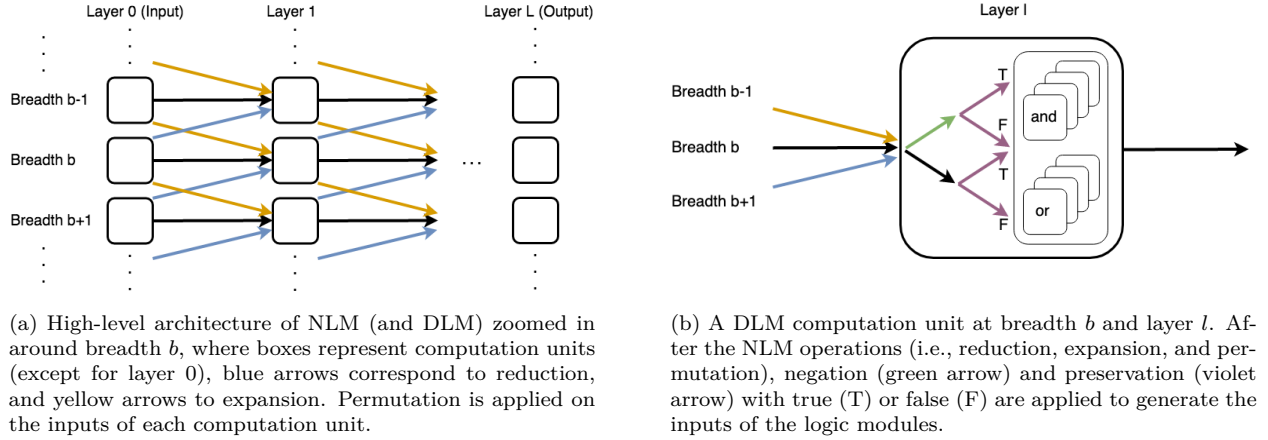 Layer 0 (Input)
Layer 1
Layer L (Output)
Breadth b-1
Breadth b
...
Breadth b+1
(a) High-level architecture of NLM (and DLM) zoomed in
around breadth b, where boxes represent computation units
(except for layer 0), blue arrows correspond to reduction,
and yellow arrows to expansion. Permutation is applied on
the inputs of each computation unit.
Layer l
Breadth b-1
Breadth b
Breadth b+1
T
F
T
F
and
or
(b) A DLM computation unit at breadth b and layer l. Af-
ter the NLM operations (i.e., reduction, expansion, and per-
mutation), negation (green arrow) and preservation (violet
arrow) with true (T) or false (F) are applied to generate the
inputs of the logic modules.